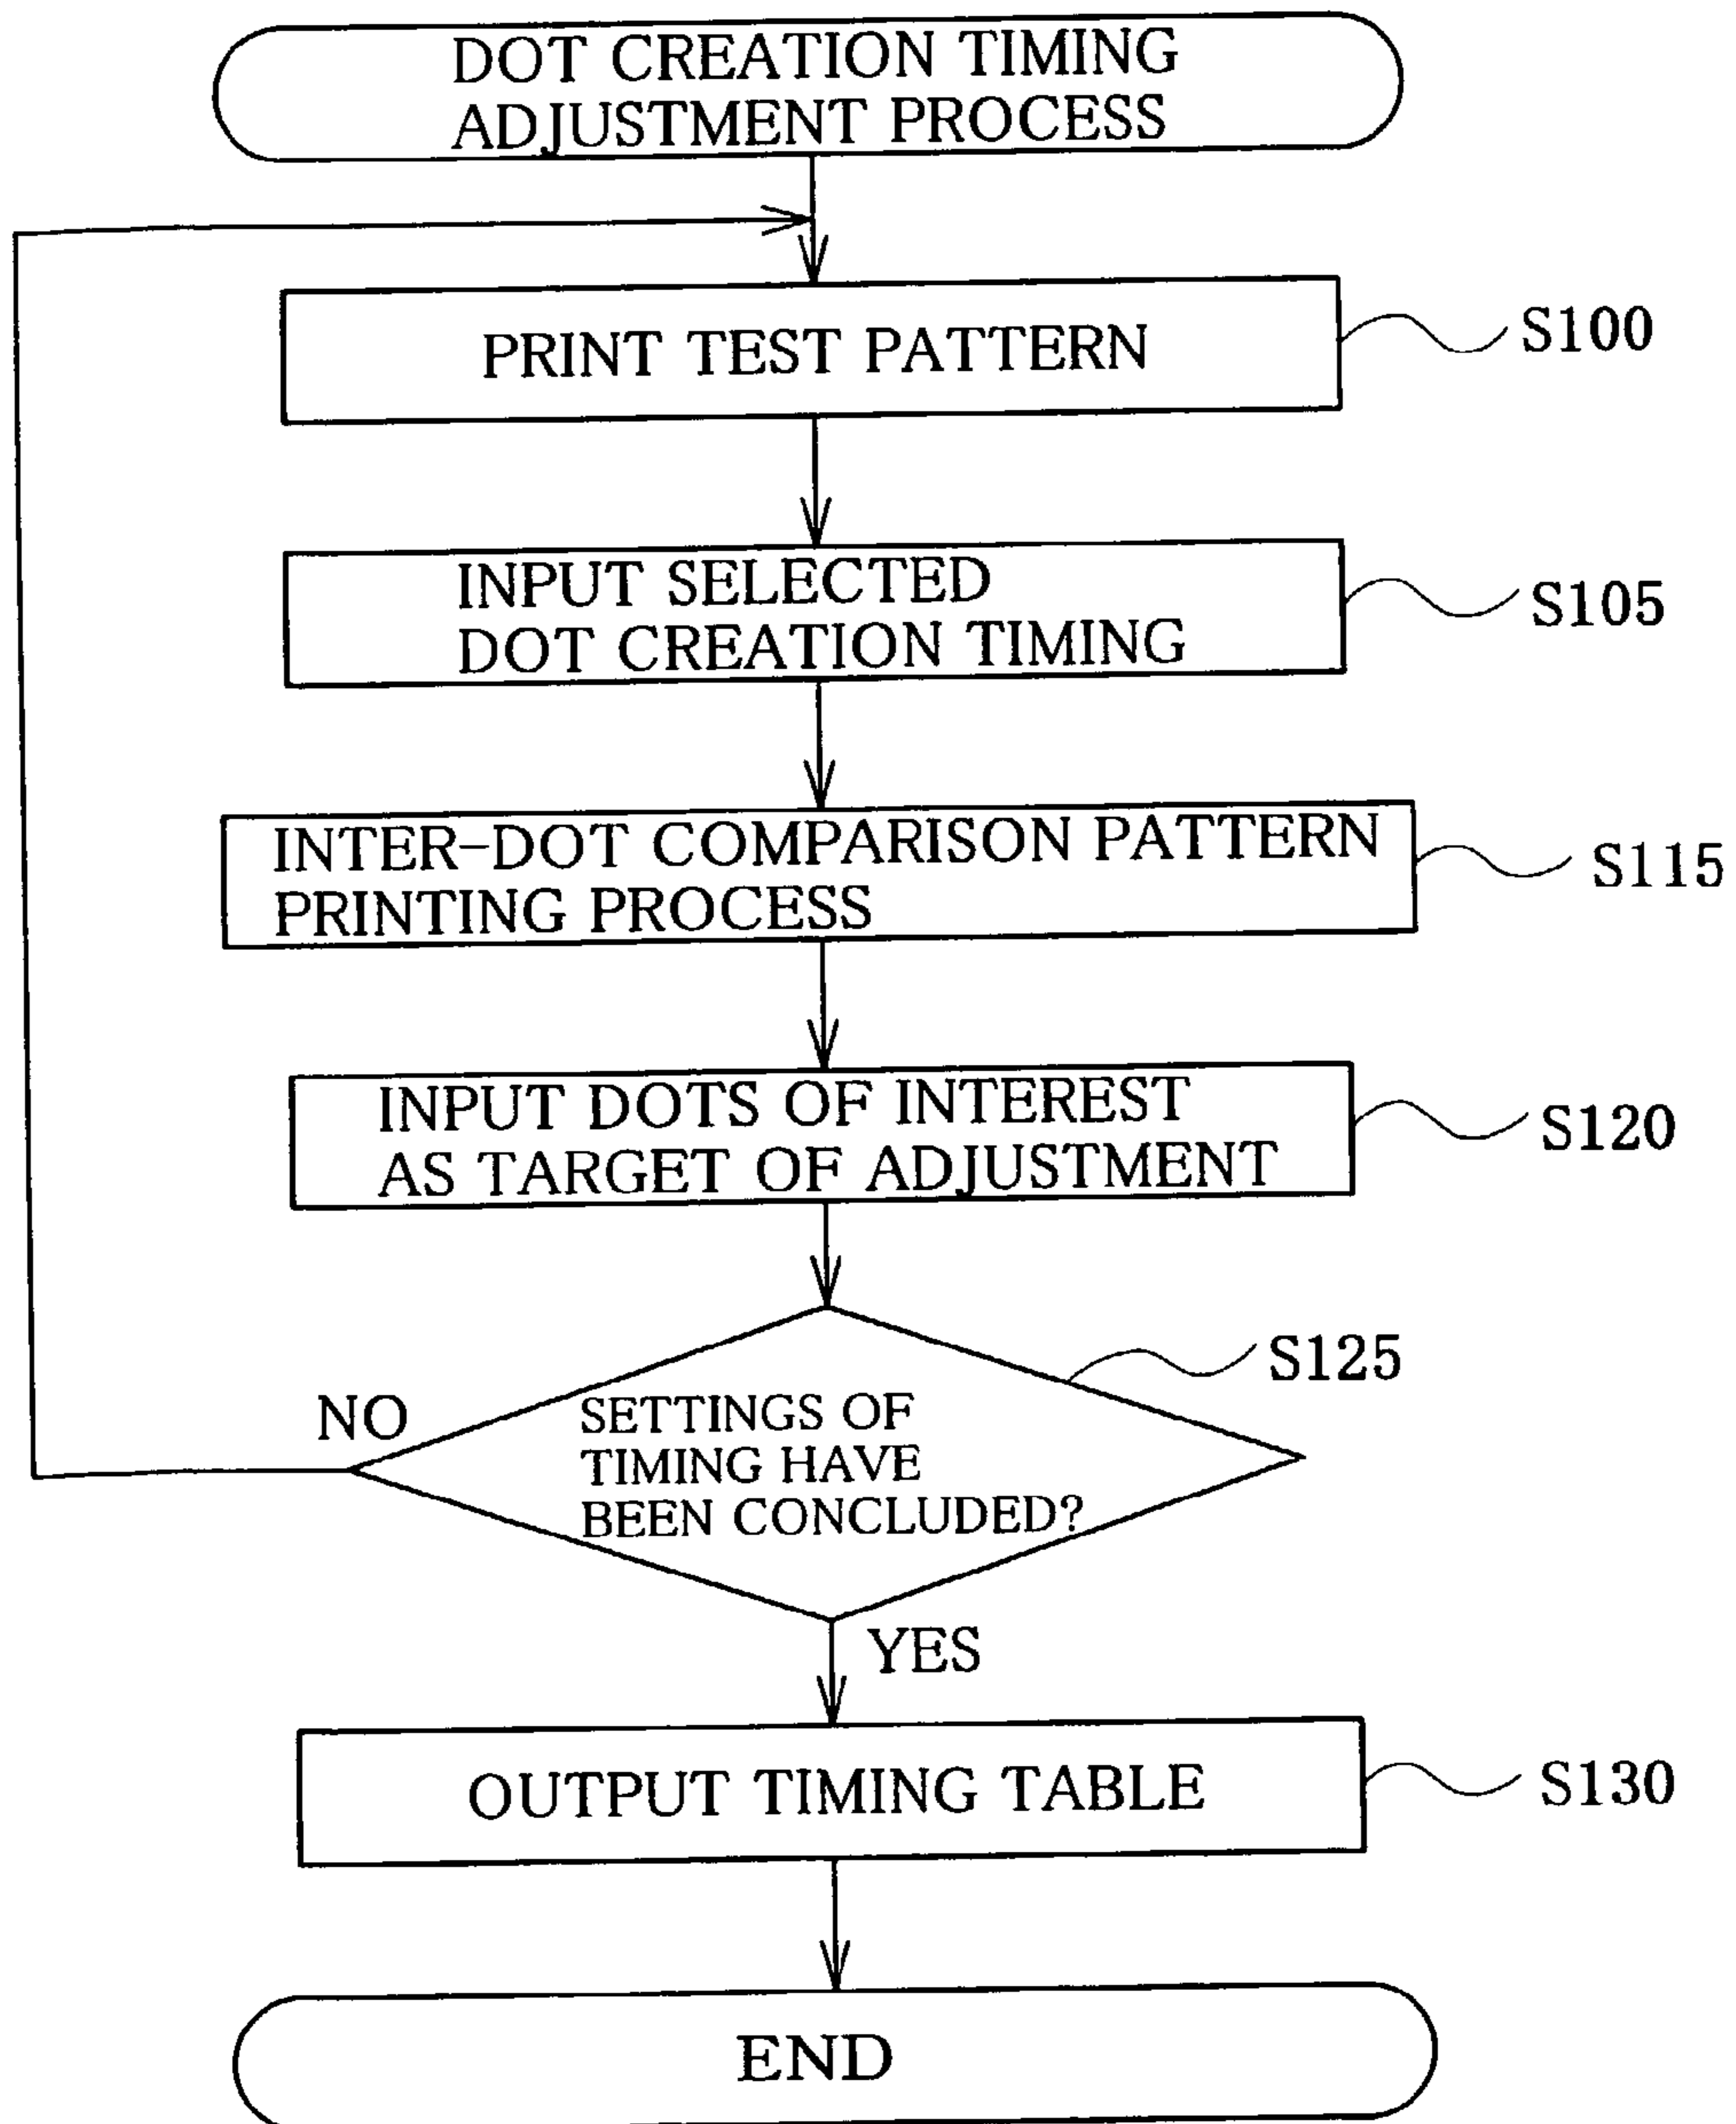 DOT CREATION TIMING
ADJUSTMENT PROCESS
PRINT TEST PATTERN
S100
INPUT SELECTED
DOT CREATION TIMING
S105
INTER-DOT COMPARISON PATTERN
PRINTING PROCESS
S115
INPUT DOTS OF INTEREST
AS TARGET OF ADJUSTMENT
S120
S125
NO
SETTINGS OF
TIMING HAVE
BEEN CONCLUDED?
YES
OUTPUT TIMING TABLE
S130
END